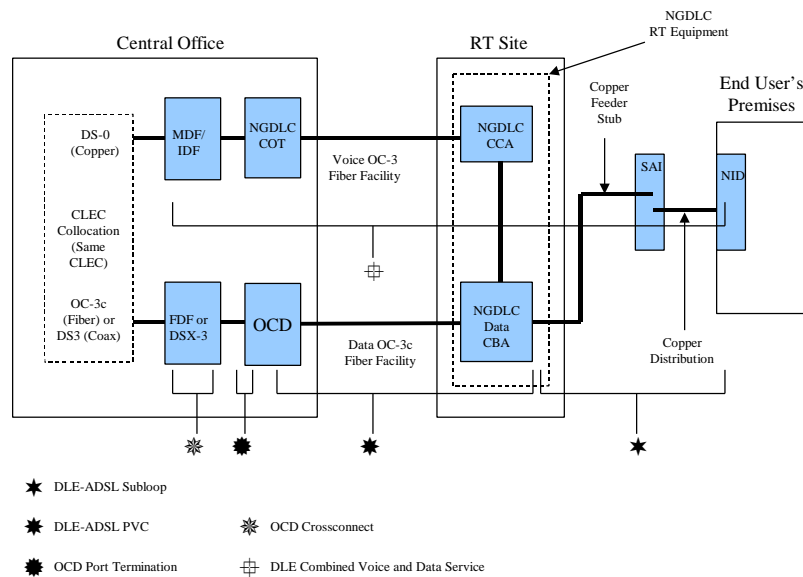 NGDLC
RT Equipment
Central Office
RT Site
Copper
Feeder
Stub
End User's
Premises
DS-0
(Copper)
MDF/
IDF
NGDLC
COT
NGDLC
CCA
Voice OC-3
Fiber Facility
SAI
NID
CLEC
Collocation
(Same
CLEC)
OC-3c
(Fiber) or
DS3 (Coax)
FDF or
DSX-3
OCD
NGDLC
Data
CBA
Data OC-3c
Fiber Facility
Copper
Distribution
DLE-ADSL Subloop
DLE-ADSL PVC
OCD Crossconnect
OCD Port Termination
DLE Combined Voice and Data Service